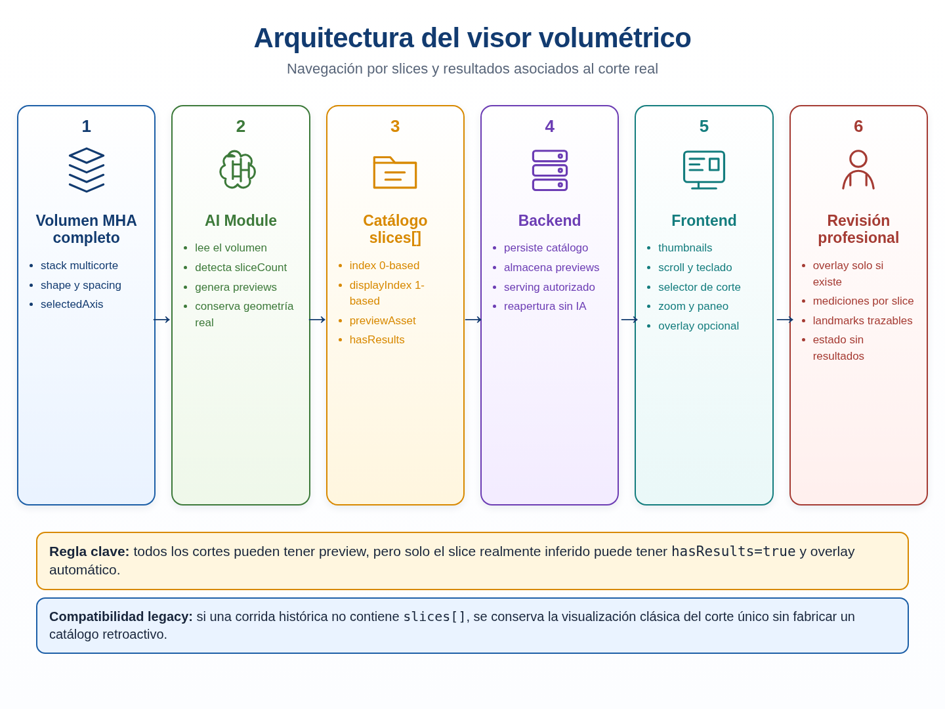 Arquitectura del visor volumétrico
Navegación por slices y resultados asociados al corte real
1
Volumen MHA
completo
• stack multicorte
• shape y spacing
• selectedAxis
→
2
AI Module
• lee el volumen
• detecta sliceCount
• genera previews
• conserva geometría
real
→
3
Catálogo
slices[]
• index 0-based
• displayIndex 1-
based
• previewAsset
• hasResults
→
4
Backend
• persiste catálogo
• almacena previews
• serving autorizado
• reapertura sin IA
→
5
Frontend
• thumbnails
• scroll y teclado
• selector de corte
• zoom y paneo
• overlay opcional
→
6
Revisión
profesional
• overlay solo si
existe
• mediciones por slice
• landmarks trazables
• estado sin
resultados
Regla clave: todos los cortes pueden tener preview, pero solo el slice realmente inferido puede tener hasResults=true y overlay
automático.
Compatibilidad legacy: si una corrida histórica no contiene slices[], se conserva la visualización clásica del corte único sin fabricar un
catálogo retroactivo.